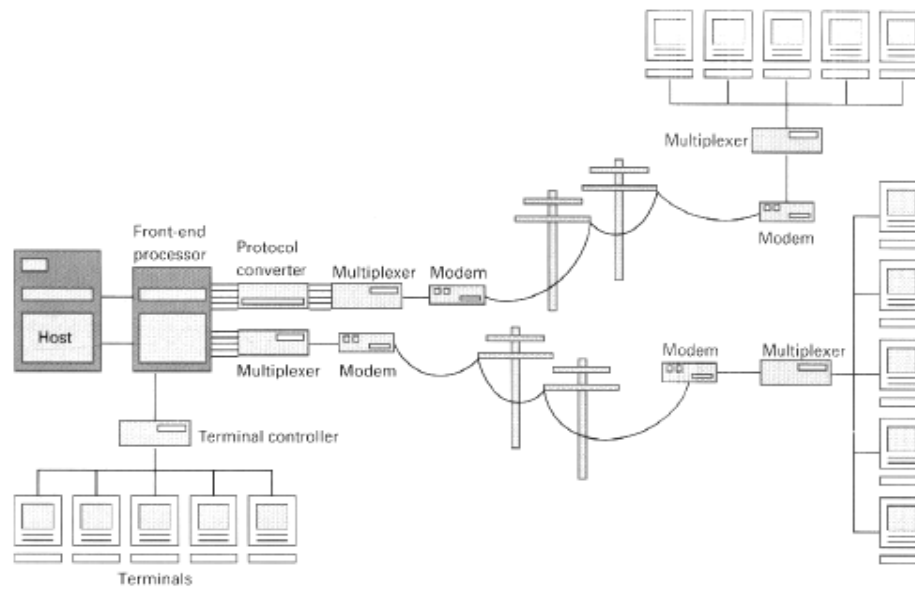 Multiplexer
Modem
Front-end
processor
Protocol
converter
Multiplexer
Modem
Host
Multiplexer
Modem
Modem
Multiplexer
Terminal controller
Terminals